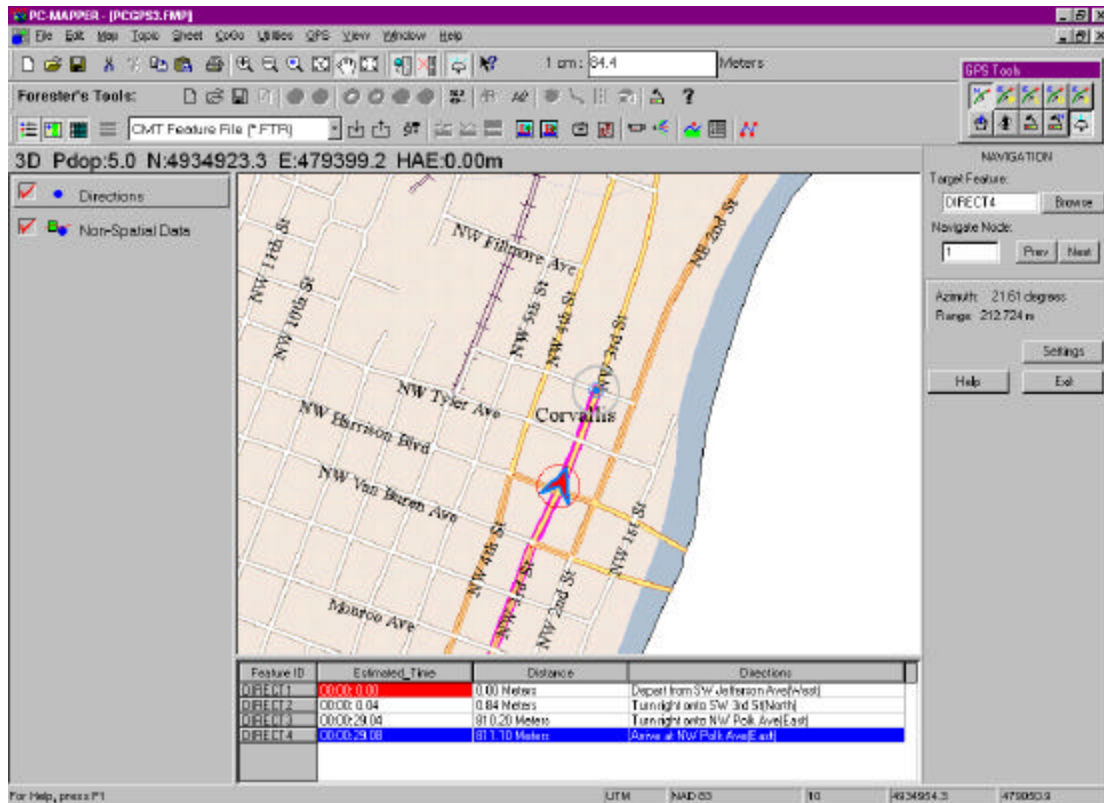 PC-MAPPER - [PCGPS3.FMP]
File Edit Map Topic Sheet CoGo Utilities GPS View Window Help
1 cm: 84.4 Meters
GPS Tools
Forester's Tools:
CMT Feature File (*.FTR)
3D Pdop:5.0 N:4934923.3 E:479399.2 HAE:0.00m
NAVIGATION
Directions
Non-Spatial Data
Target Feature:
DIRECT4 Browse
Navigate Node:
1 Prev Next
Azimuth: 21.61 degrees
Range: 212.724 m
Settings
Help Exit
NW 11th St
NW 10th St
NW Fillmore Ave
NW 5th St
NW 4th St
NW 3rd St
NE 2nd St
NW Tyler Ave
Corvallis
NW Harrison Blvd
NW Van Buren Ave
NW 4th St
NW 3rd St
NW 2nd St
NW 1st St
Monroe Ave
Feature ID Estimated_Time Distance Directions
DIRECT1 00:00: 0.00 0.00 Meters Depart from SW Jefferson Ave(West)
DIRECT2 00:00: 0.04 0.84 Meters Turn right onto SW 3rd St(North)
DIRECT3 00:00:29.04 810.20 Meters Turn right onto NW Polk Ave(East)
DIRECT4 00:00:29.08 811.10 Meters Arrive at NW Polk Ave(East)
For Help, press F1 UTM NAD 83 10 4934954.3 479060.9